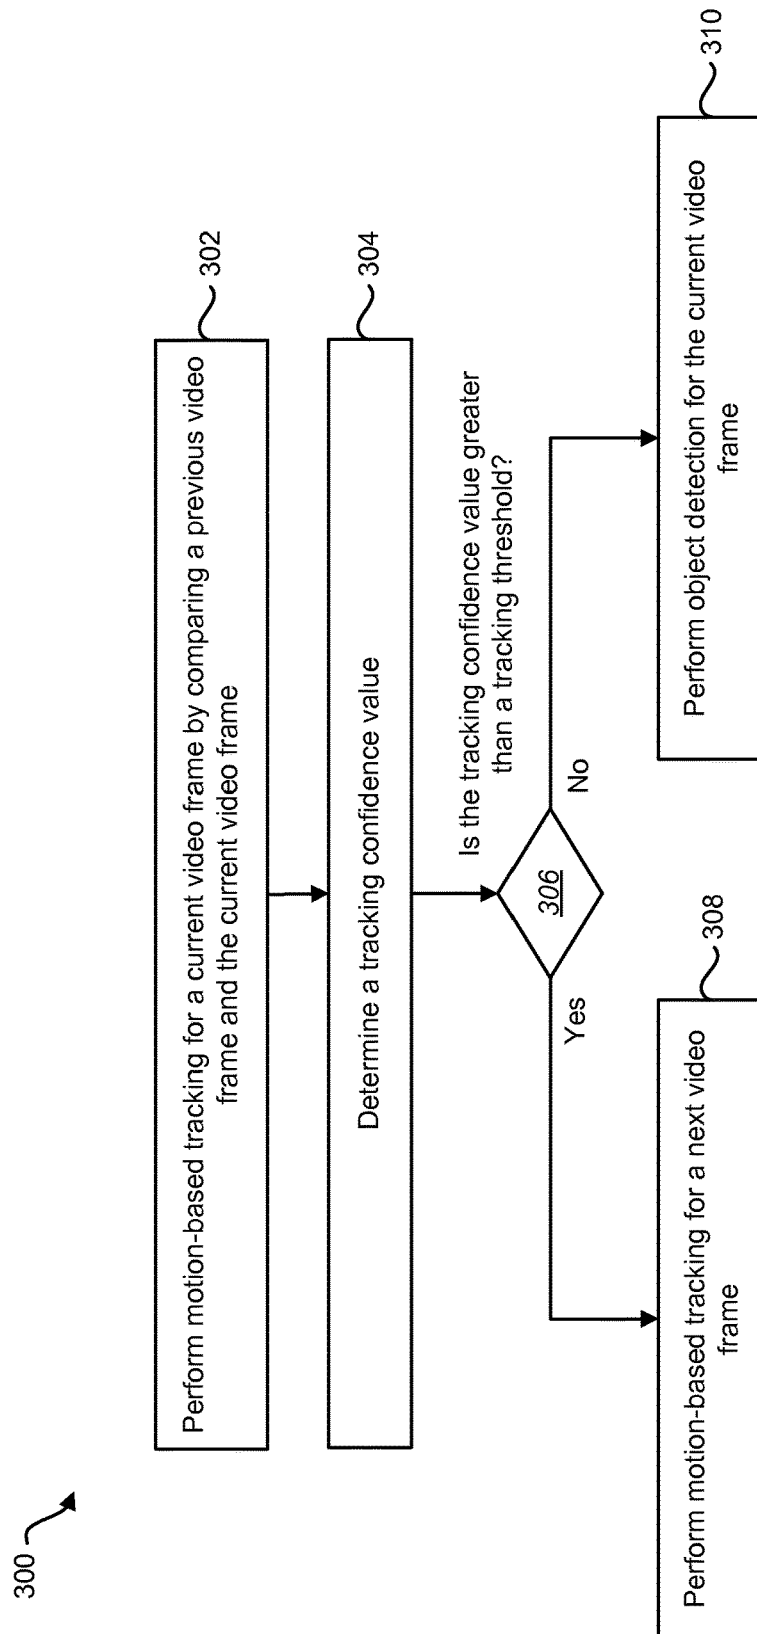 300
302
Perform motion-based tracking for a current video frame by comparing a previous video
frame and the current video frame
304
Determine a tracking confidence value
Is the tracking confidence value greater
than a tracking threshold?
306
Yes
No
308
Perform motion-based tracking for a next video
frame
310
Perform object detection for the current video
frame